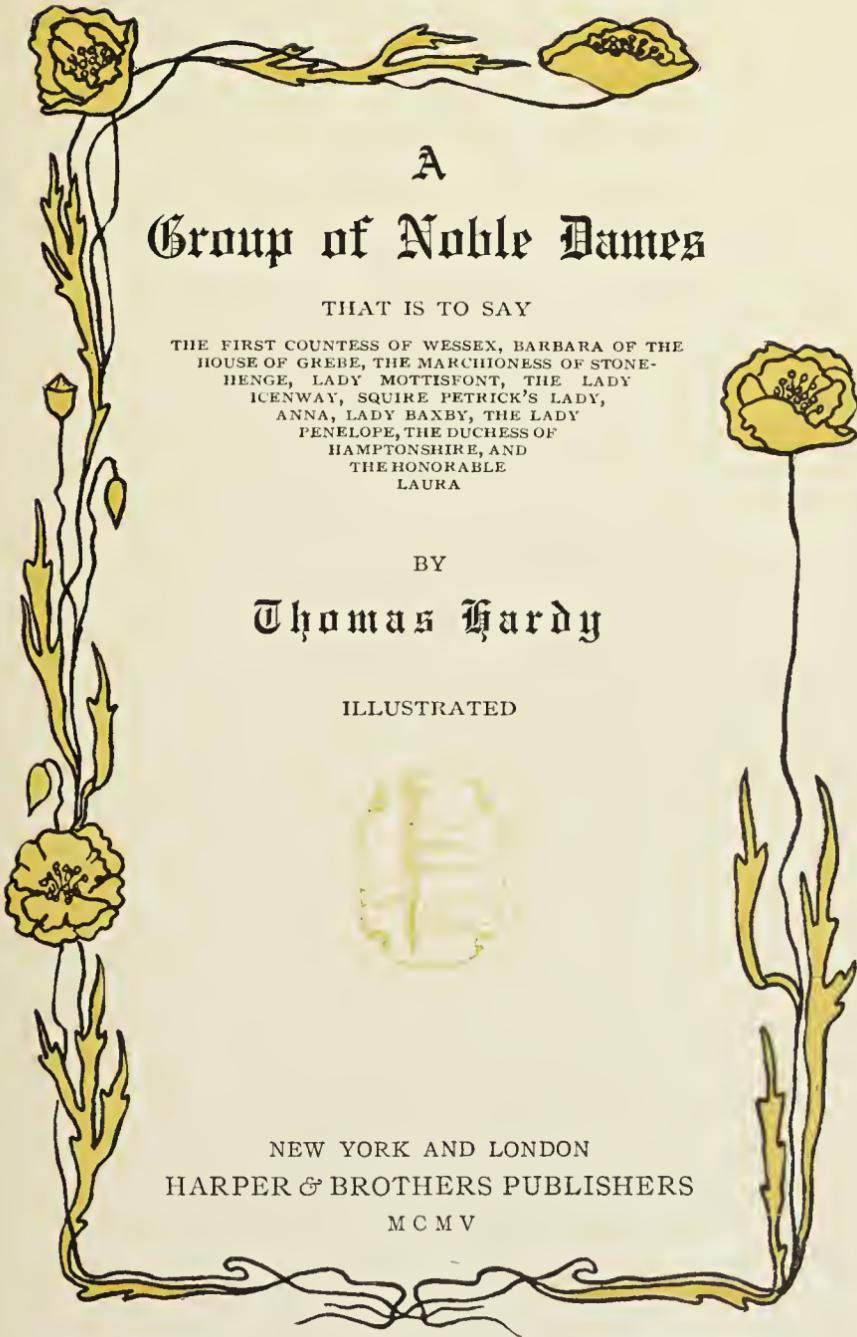 A
Group of Noble Dames
THAT IS TO SAY
THE FIRST COUNTESS OF WESSEX, BARBARA OF THE
HOUSE OF GREBE, THE MARCHIONESS OF STONE-
HENGE, LADY MOTTISFONT, THE LADY
ICENWAY, SQUIRE PETRICK'S LADY,
ANNA, LADY BAXBY, THE LADY
PENELOPE, THE DUCHESS OF
HAMPTONSHIRE, AND
THE HONORABLE
LAURA
BY
Thomas Hardy
ILLUSTRATED
NEW YORK AND LONDON
HARPER & BROTHERS PUBLISHERS
MCMV